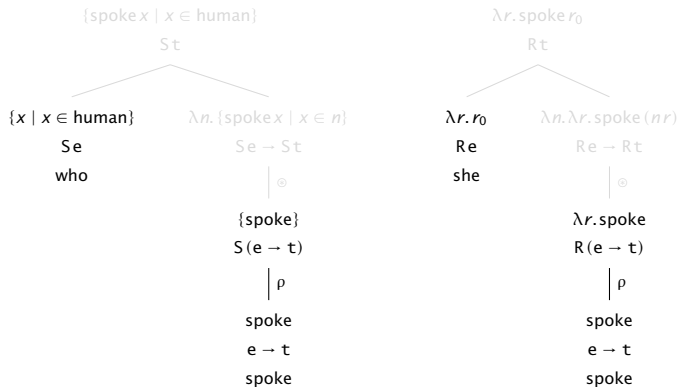 {spoke x | x ∈ human}
S t
{x | x ∈ human}
S e
who
λn. {spoke x | x ∈ n}
S e → S t
⊛
{spoke}
S (e → t)
ρ
spoke
e → t
spoke
λr. spoke r₀
R t
λr. r₀
R e
she
λn. λr. spoke (n r)
R e → R t
⊛
λr. spoke
R (e → t)
ρ
spoke
e → t
spoke